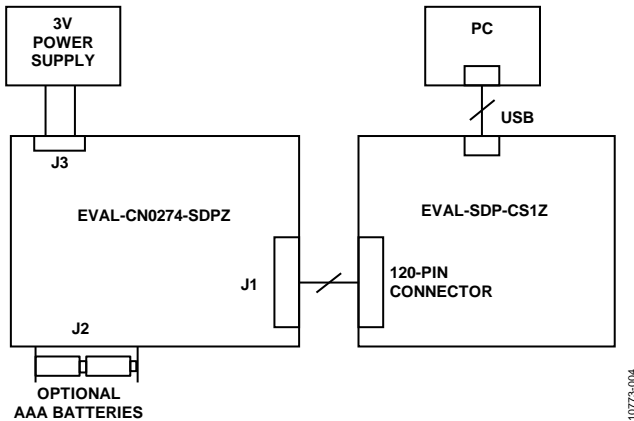 3V
POWER
SUPPLY
PC
USB
J3
EVAL-CN0274-SDPZ
EVAL-SDP-CS1Z
J1
120-PIN
CONNECTOR
J2
OPTIONAL
AAA BATTERIES
10773-004